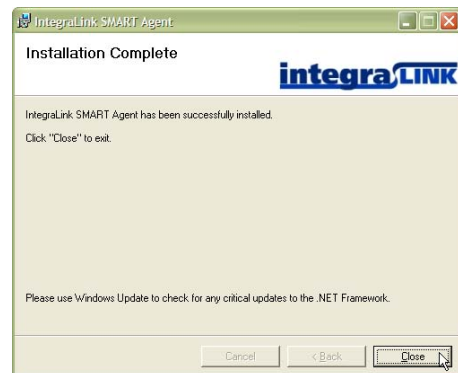 IntegraLink SMART Agent
Installation Complete
integraLINK
IntegraLink SMART Agent has been successfully installed.
Click "Close" to exit.
Please use Windows Update to check for any critical updates to the .NET Framework.
Cancel
< Back
Close